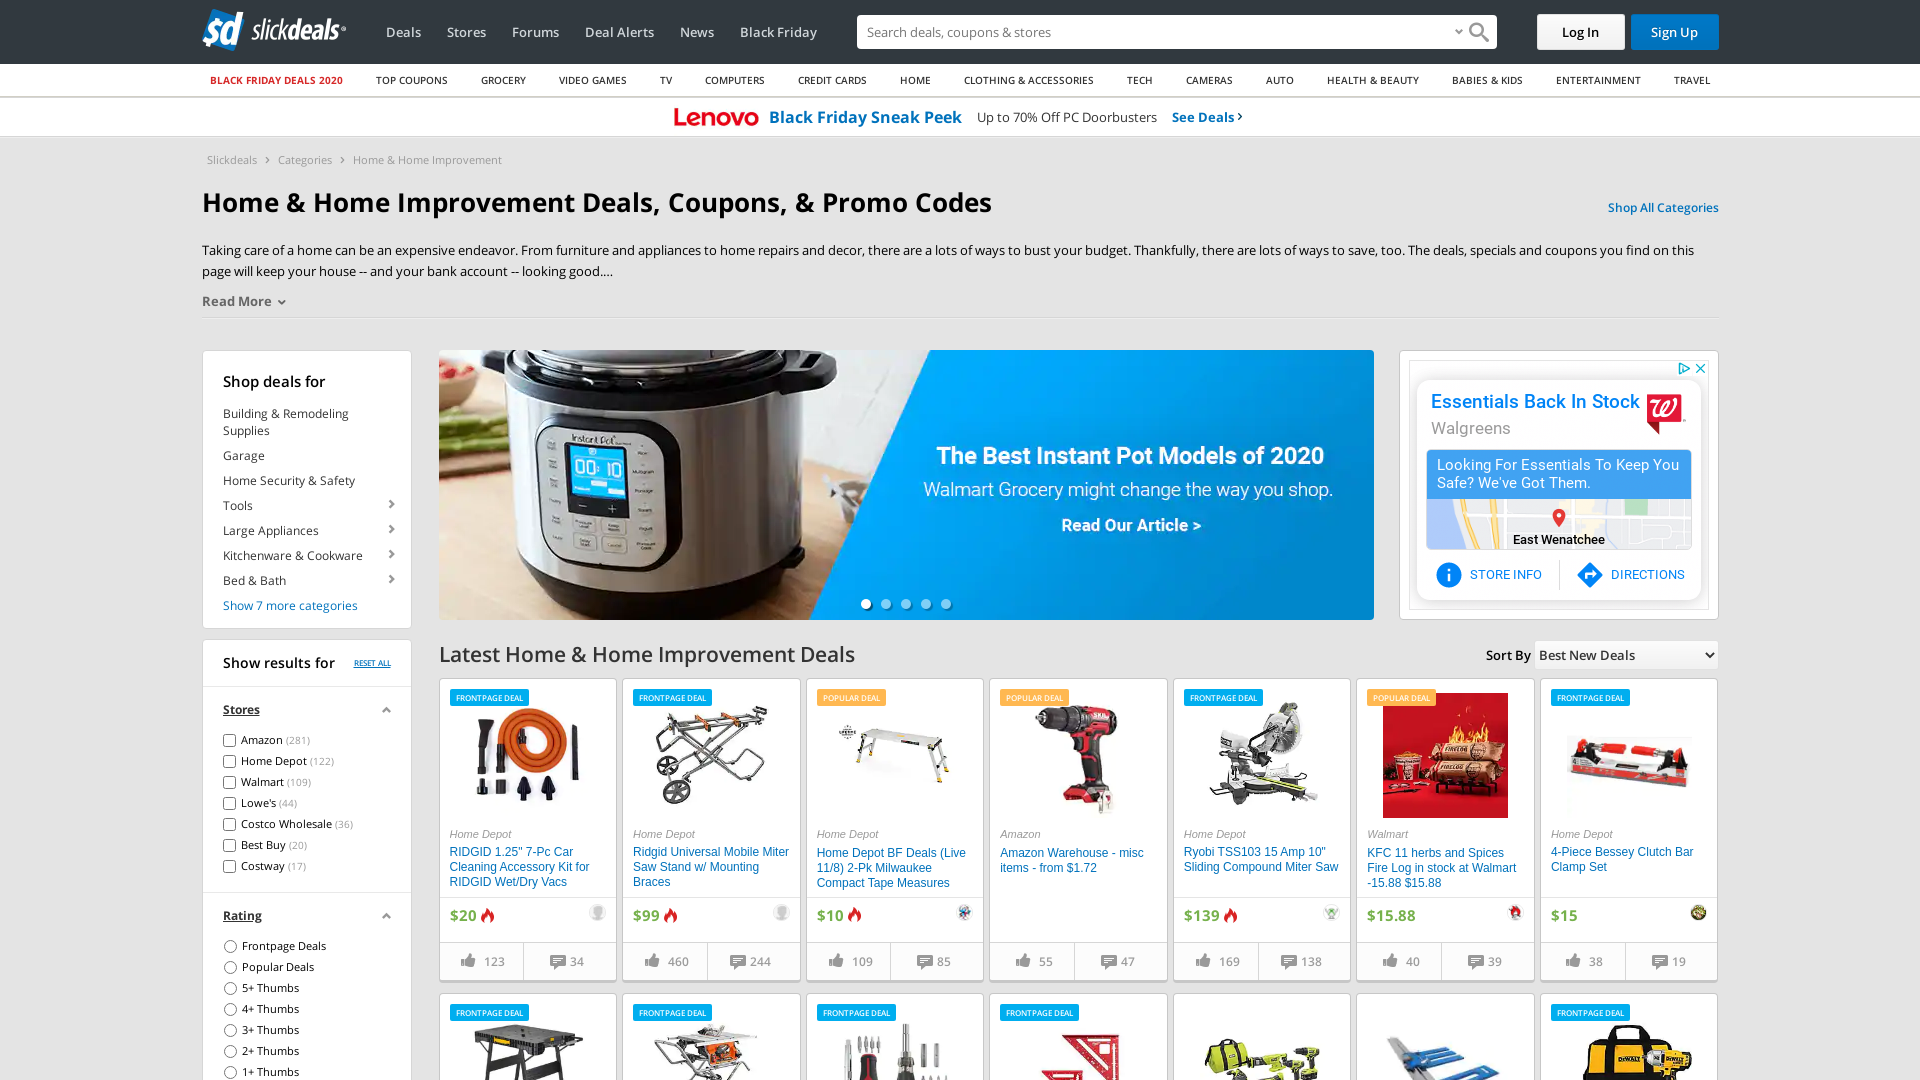 slickdeals
Deals
Stores
Forums
Deal Alerts
News
Black Friday
Search deals, coupons & stores
Log In
Sign Up
BLACK FRIDAY DEALS 2020
TOP COUPONS
GROCERY
VIDEO GAMES
TV
COMPUTERS
CREDIT CARDS
HOME
CLOTHING & ACCESSORIES
TECH
CAMERAS
AUTO
HEALTH & BEAUTY
BABIES & KIDS
ENTERTAINMENT
TRAVEL
Lenovo Black Friday Sneak Peek Up to 70% Off PC Doorbusters See Deals
Slickdeals > Categories > Home & Home Improvement
Home & Home Improvement Deals, Coupons, & Promo Codes
Shop All Categories
Taking care of a home can be an expensive endeavor. From furniture and appliances to home repairs and decor, there are a lots of ways to bust your budget. Thankfully, there are lots of ways to save, too. The deals, specials and coupons you find on
this page will keep your house -- and your bank account -- looking good....
Read More
Shop deals for
Building & Remodeling
Supplies
Garage
Home Security & Safety
Tools
Large Appliances
Kitchenware & Cookware
Bed & Bath
Show 7 more categories
Show results for
RESET ALL
Stores
Amazon (281)
Home Depot (122)
Walmart (109)
Lowe's (44)
Costco Wholesale (36)
Best Buy (20)
Costway (17)
Rating
Frontpage Deals
Popular Deals
5+ Thumbs
4+ Thumbs
3+ Thumbs
2+ Thumbs
1+ Thumbs
Instant Pot
00:10
The Best Instant Pot Models of 2020
Walmart Grocery might change the way you shop.
Read Our Article >
Essentials Back In Stock
Walgreens
Looking For Essentials To Keep You
Safe? We've Got Them.
East Wenatchee
STORE INFO
DIRECTIONS
Latest Home & Home Improvement Deals
Sort By Best New Deals
FRONTPAGE DEAL
Home Depot
RIDGID 1.25" 7-Pc Car
Cleaning Accessory Kit for
RIDGID Wet/Dry Vacs
$20
123
34
FRONTPAGE DEAL
Home Depot
Ridgid Universal Mobile Miter
Saw Stand w/ Mounting
Braces
$99
460
244
POPULAR DEAL
Home Depot
Home Depot BF Deals (Live
11/8) 2-Pk Milwaukee
Compact Tape Measures
$10
109
85
POPULAR DEAL
Amazon
Amazon Warehouse - misc
items - from $1.72
55
47
FRONTPAGE DEAL
Home Depot
Ryobi TSS103 15 Amp 10"
Sliding Compound Miter Saw
$139
169
138
POPULAR DEAL
Walmart
KFC 11 herbs and Spices
Fire Log in stock at Walmart
-15.88 $15.88
$15.88
40
39
FRONTPAGE DEAL
Home Depot
4-Piece Bessey Clutch Bar
Clamp Set
$15
38
19
FRONTPAGE DEAL
FRONTPAGE DEAL
FRONTPAGE DEAL
FRONTPAGE DEAL
FRONTPAGE DEAL
DEWALT